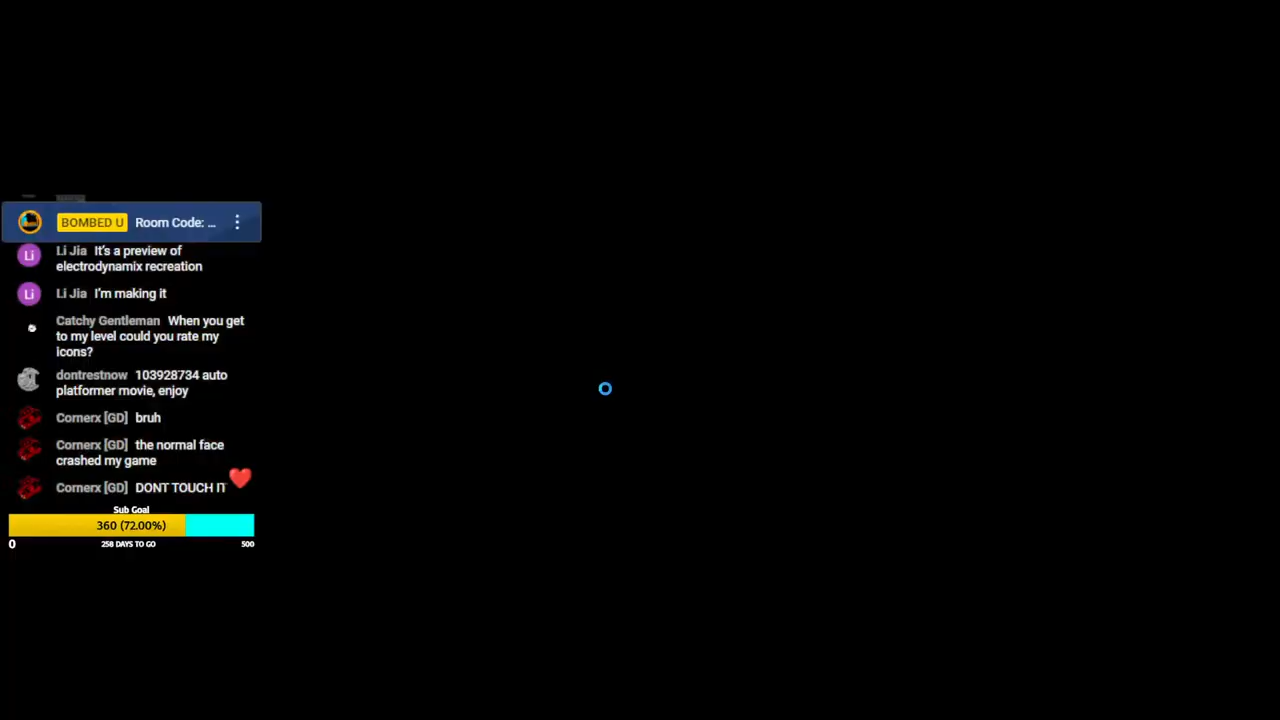 BOMBED U Room Code: ...
Li
Li Jia It's a preview of
electrodynamix recreation
Li
Li Jia I'm making it
Catchy Gentleman When you get
to my level could you rate my
icons?
dontrestnow 103928734 auto
platformer movie, enjoy
Cornerx [GD] bruh
Cornerx [GD] the normal face
crashed my game
Cornerx [GD] DONT TOUCH IT
Sub Goal
360 (72.00%)
0 258 DAYS TO GO 500